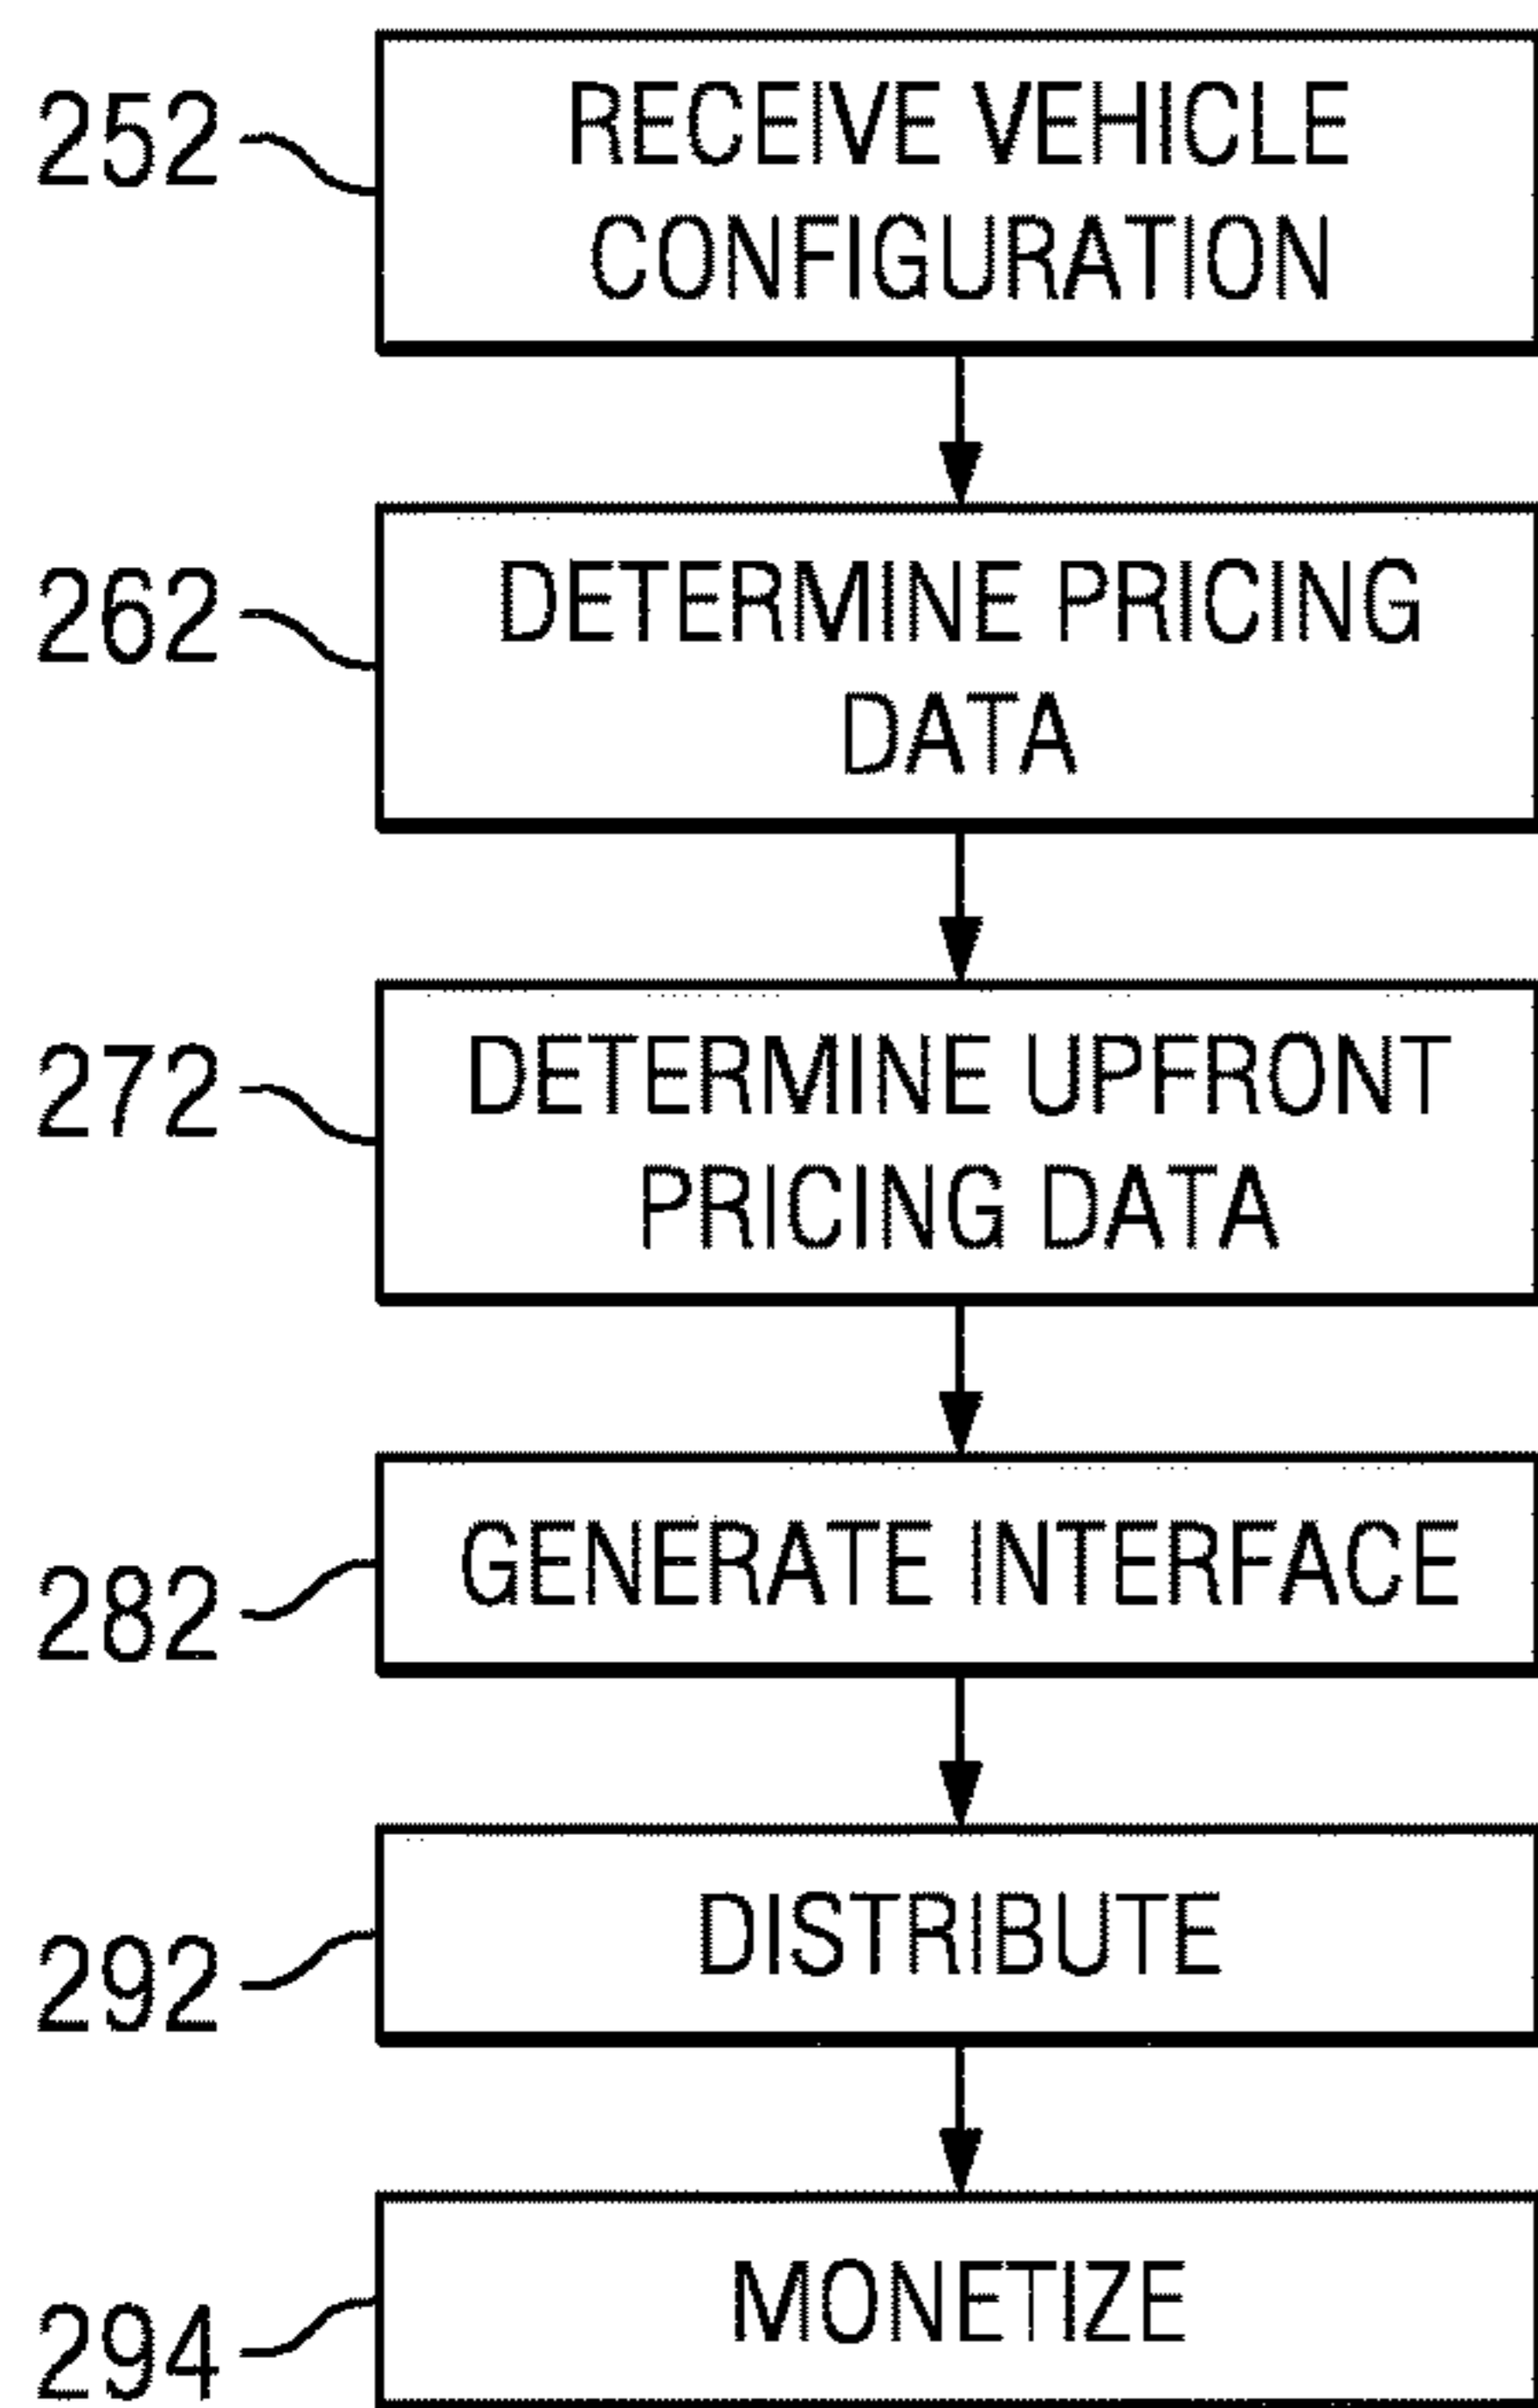 252
RECEIVE VEHICLE
CONFIGURATION
262
DETERMINE PRICING
DATA
272
DETERMINE UPFRONT
PRICING DATA
282
GENERATE INTERFACE
292
DISTRIBUTE
294
MONETIZE